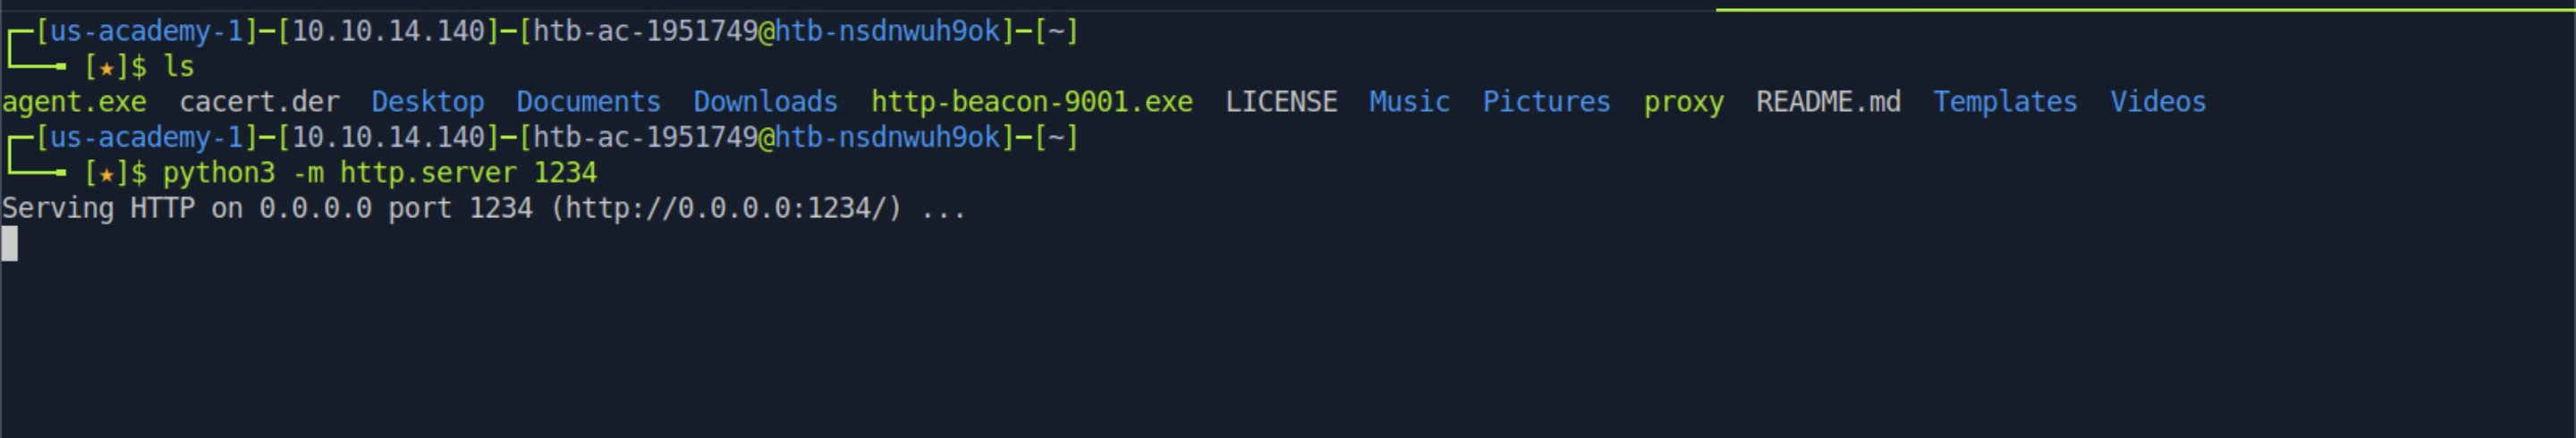 ┌─[us-academy-1]─[10.10.14.140]─[htb-ac-1951749@htb-nsdnwuh9ok]─[~]
└──╼ [★]$ ls
agent.exe  cacert.der  Desktop  Documents  Downloads  http-beacon-9001.exe  LICENSE  Music  Pictures  proxy  README.md  Templates  Videos
┌─[us-academy-1]─[10.10.14.140]─[htb-ac-1951749@htb-nsdnwuh9ok]─[~]
└──╼ [★]$ python3 -m http.server 1234
Serving HTTP on 0.0.0.0 port 1234 (http://0.0.0.0:1234/) ...